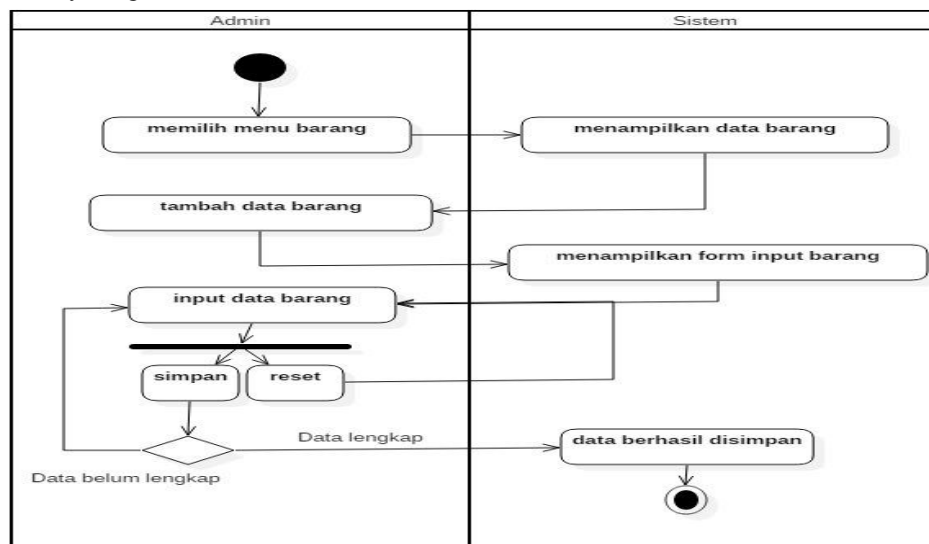 Admin
Sistem
memilih menu barang
menampilkan data barang
tambah data barang
menampilkan form input barang
input data barang
simpan
reset
Data lengkap
data berhasil disimpan
Data belum lengkap